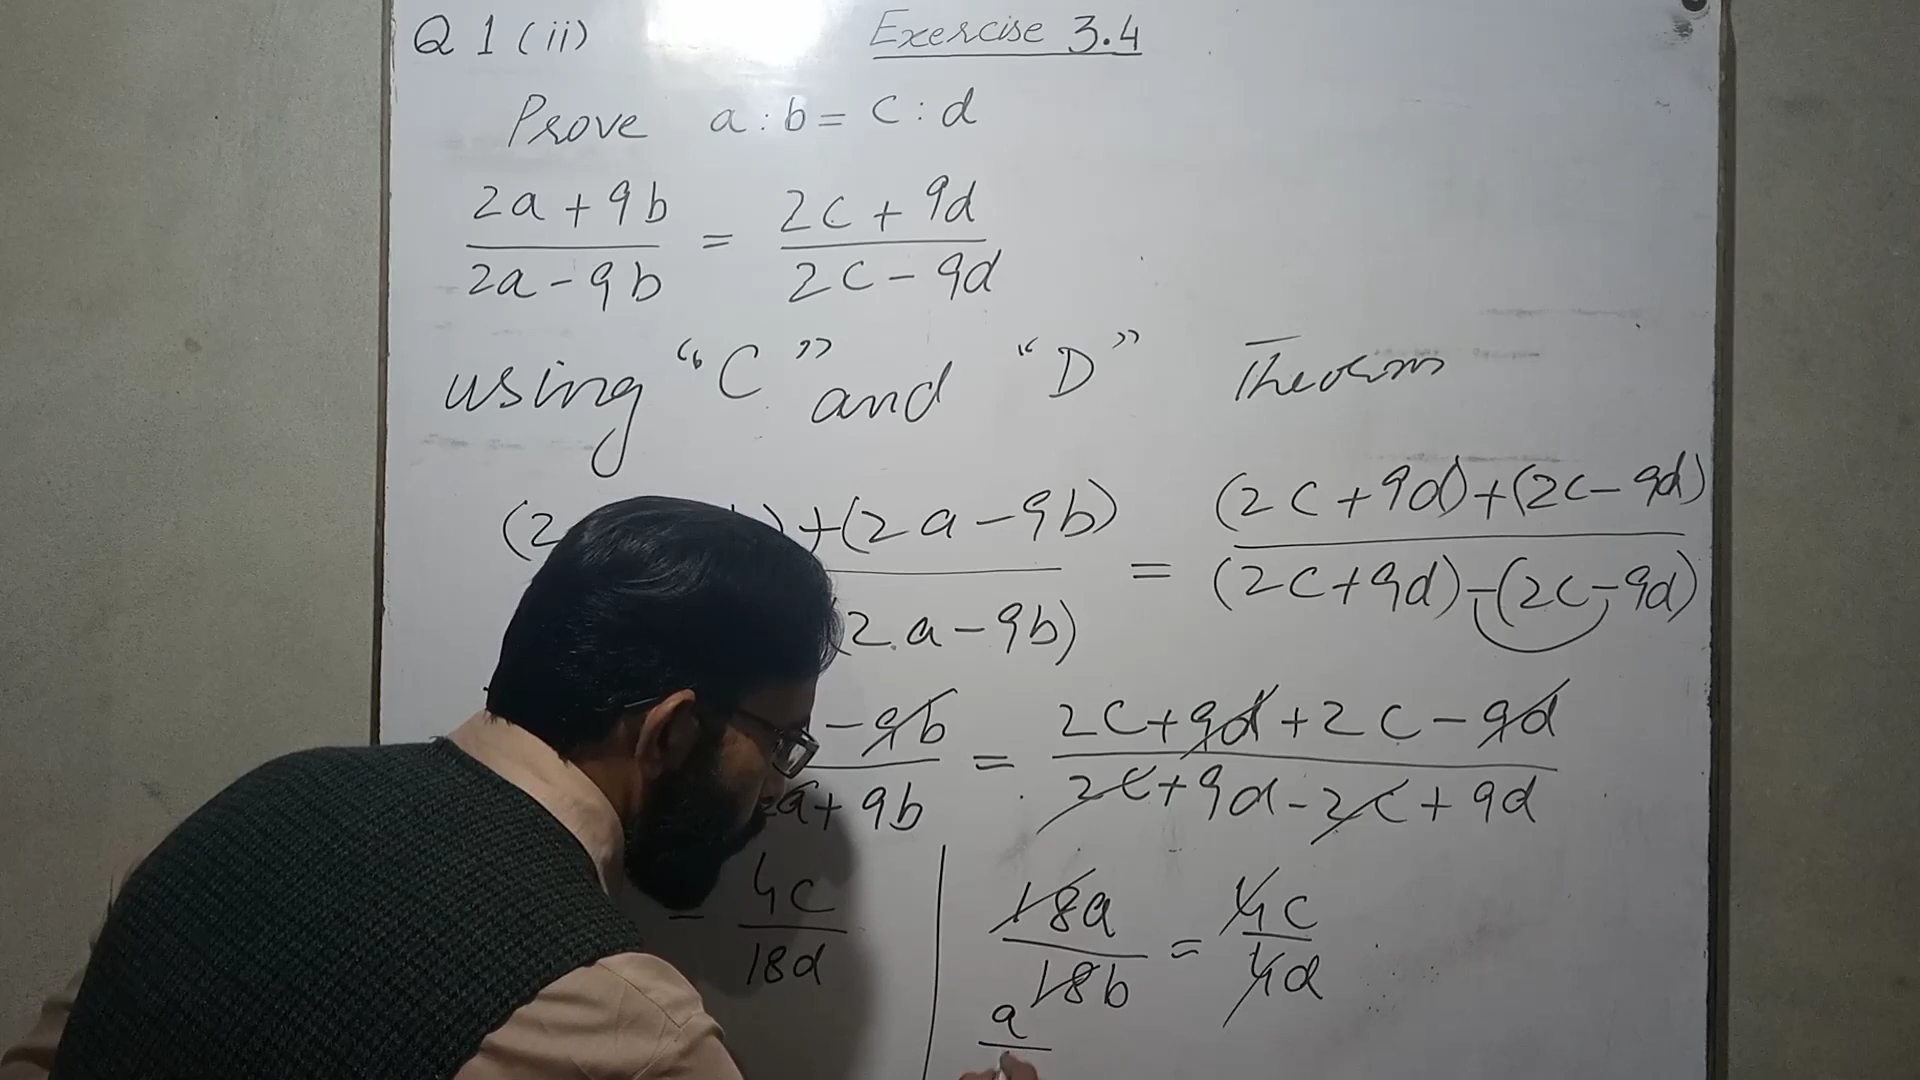 Q 1 (ii)
Exercise 3.4
Prove a : b = c : d
2a + 9b / 2a - 9b = 2c + 9d / 2c - 9d
using "C" and "D" Theorem
(2 ) + (2a - 9b) / (2a - 9b) = (2c + 9d) + (2c - 9d) / (2c + 9d) - (2c - 9d)
- 9b / 2a + 9b = 2c + 9d + 2c - 9d / 2c + 9d - 2c + 9d
= 4c / 18d
18a / 18b = 4c / 4d
a